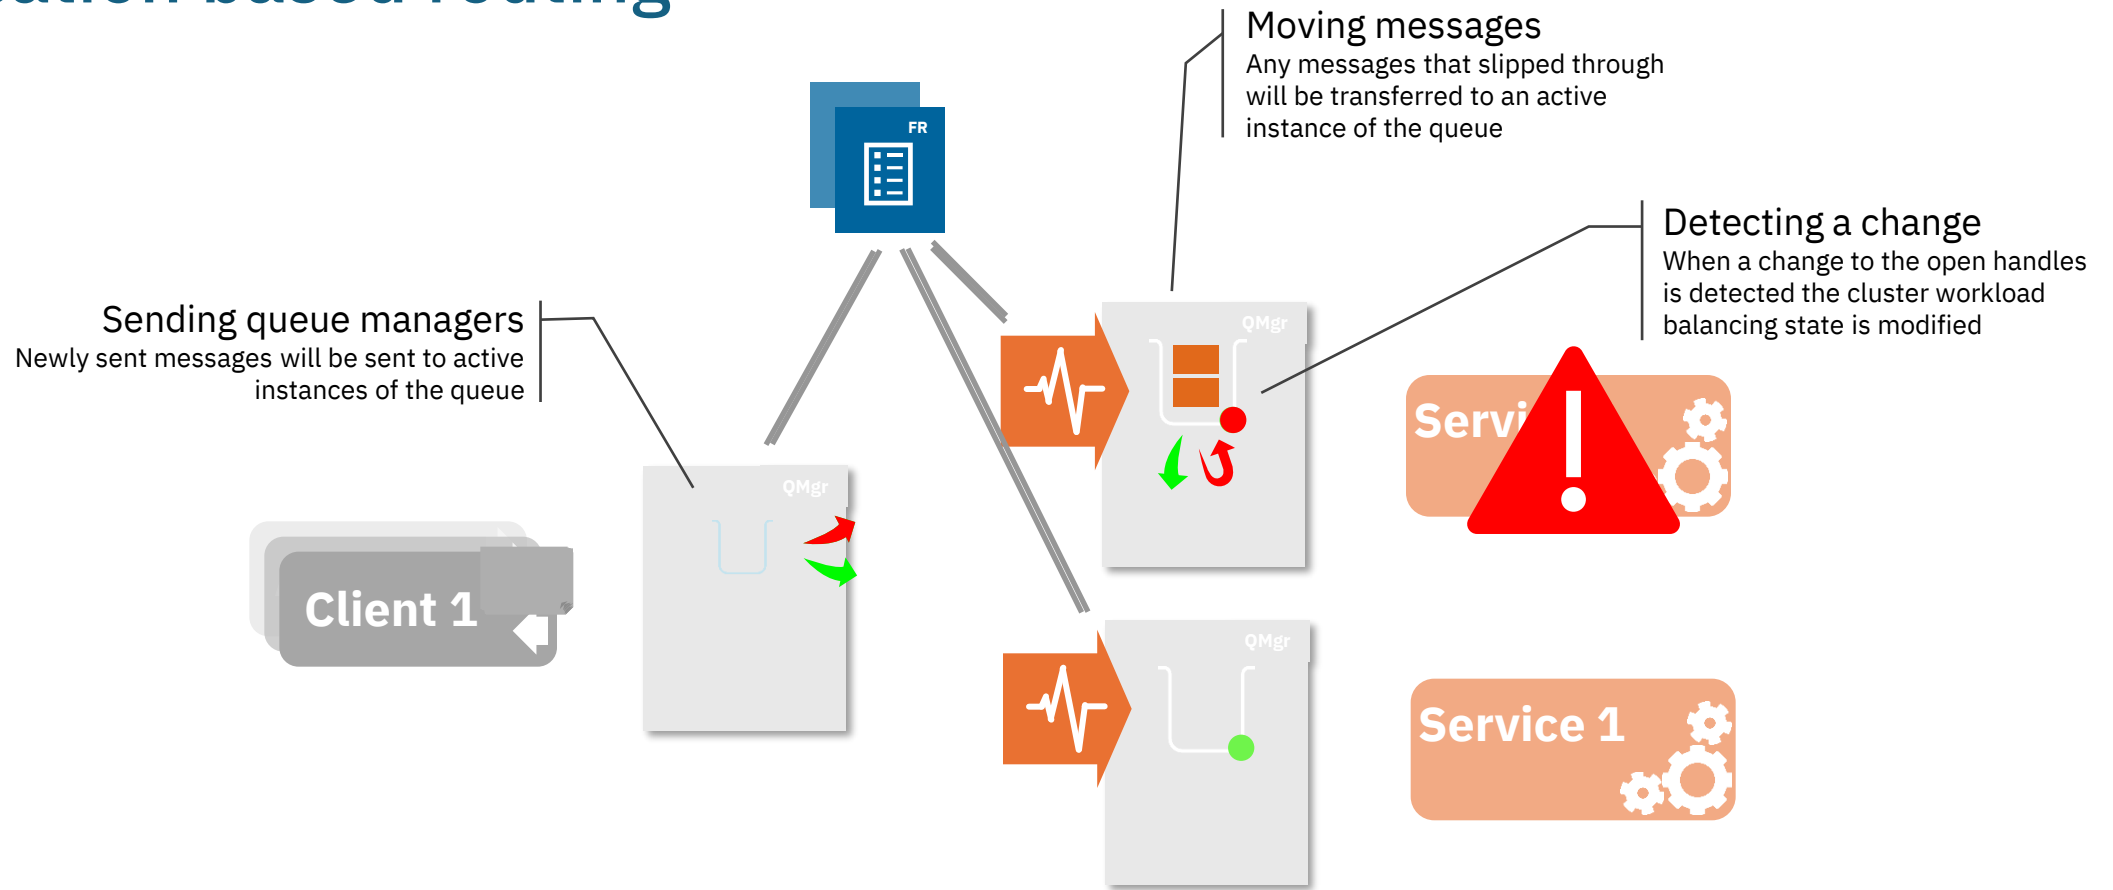 based routing
Moving messages
Any messages that slipped through
will be transferred to an active
instance of the queue
FR
Detecting a change
When a change to the open handles
is detected the cluster workload
balancing state is modified
Sending queue managers
Newly sent messages will be sent to active
instances of the queue
QMgr
Servi
QMgr
Client 1
QMgr
Service 1